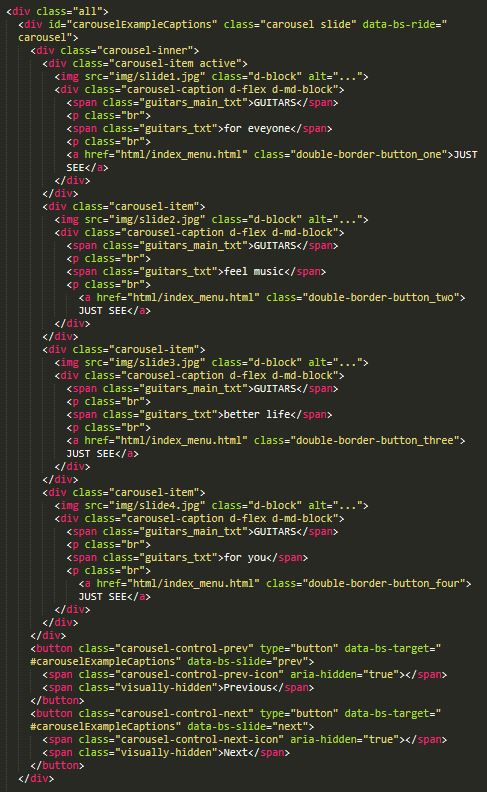 <div class="all">
<div id="carouselExampleCaptions" class="carousel slide" data-bs-ride="
carousel">
<div class="carousel-inner">
<div class="carousel-item active">
<img src="img/slide1.jpg" class="d-block" alt="...">
<div class="carousel-caption d-flex d-md-block">
<span class="guitars_main_txt">GUITARS</span>
<p class="br">
<span class="guitars_txt">for eveyone</span>
<p class="br">
<a href="html/index_menu.html" class="double-border-button_one">JUST
SEE</a>
</div>
</div>
<div class="carousel-item">
<img src="img/slide2.jpg" class="d-block" alt="...">
<div class="carousel-caption d-flex d-md-block">
<span class="guitars_main_txt">GUITARS</span>
<p class="br">
<span class="guitars_txt">feel music</span>
<p class="br">
<a href="html/index_menu.html" class="double-border-button_two">
JUST SEE</a>
</div>
</div>
<div class="carousel-item">
<img src="img/slide3.jpg" class="d-block" alt="...">
<div class="carousel-caption d-flex d-md-block">
<span class="guitars_main_txt">GUITARS</span>
<p class="br">
<span class="guitars_txt">better life</span>
<p class="br">
<a href="html/index_menu.html" class="double-border-button_three">
JUST SEE</a>
</div>
</div>
<div class="carousel-item">
<img src="img/slide4.jpg" class="d-block" alt="...">
<div class="carousel-caption d-flex d-md-block">
<span class="guitars_main_txt">GUITARS</span>
<p class="br">
<span class="guitars_txt">for you</span>
<p class="br">
<a href="html/index_menu.html" class="double-border-button_four">
JUST SEE</a>
</div>
</div>
</div>
<button class="carousel-control-prev" type="button" data-bs-target="
#carouselExampleCaptions" data-bs-slide="prev">
<span class="carousel-control-prev-icon" aria-hidden="true"></span>
<span class="visually-hidden">Previous</span>
</button>
<button class="carousel-control-next" type="button" data-bs-target="
#carouselExampleCaptions" data-bs-slide="next">
<span class="carousel-control-next-icon" aria-hidden="true"></span>
<span class="visually-hidden">Next</span>
</button>
</div>